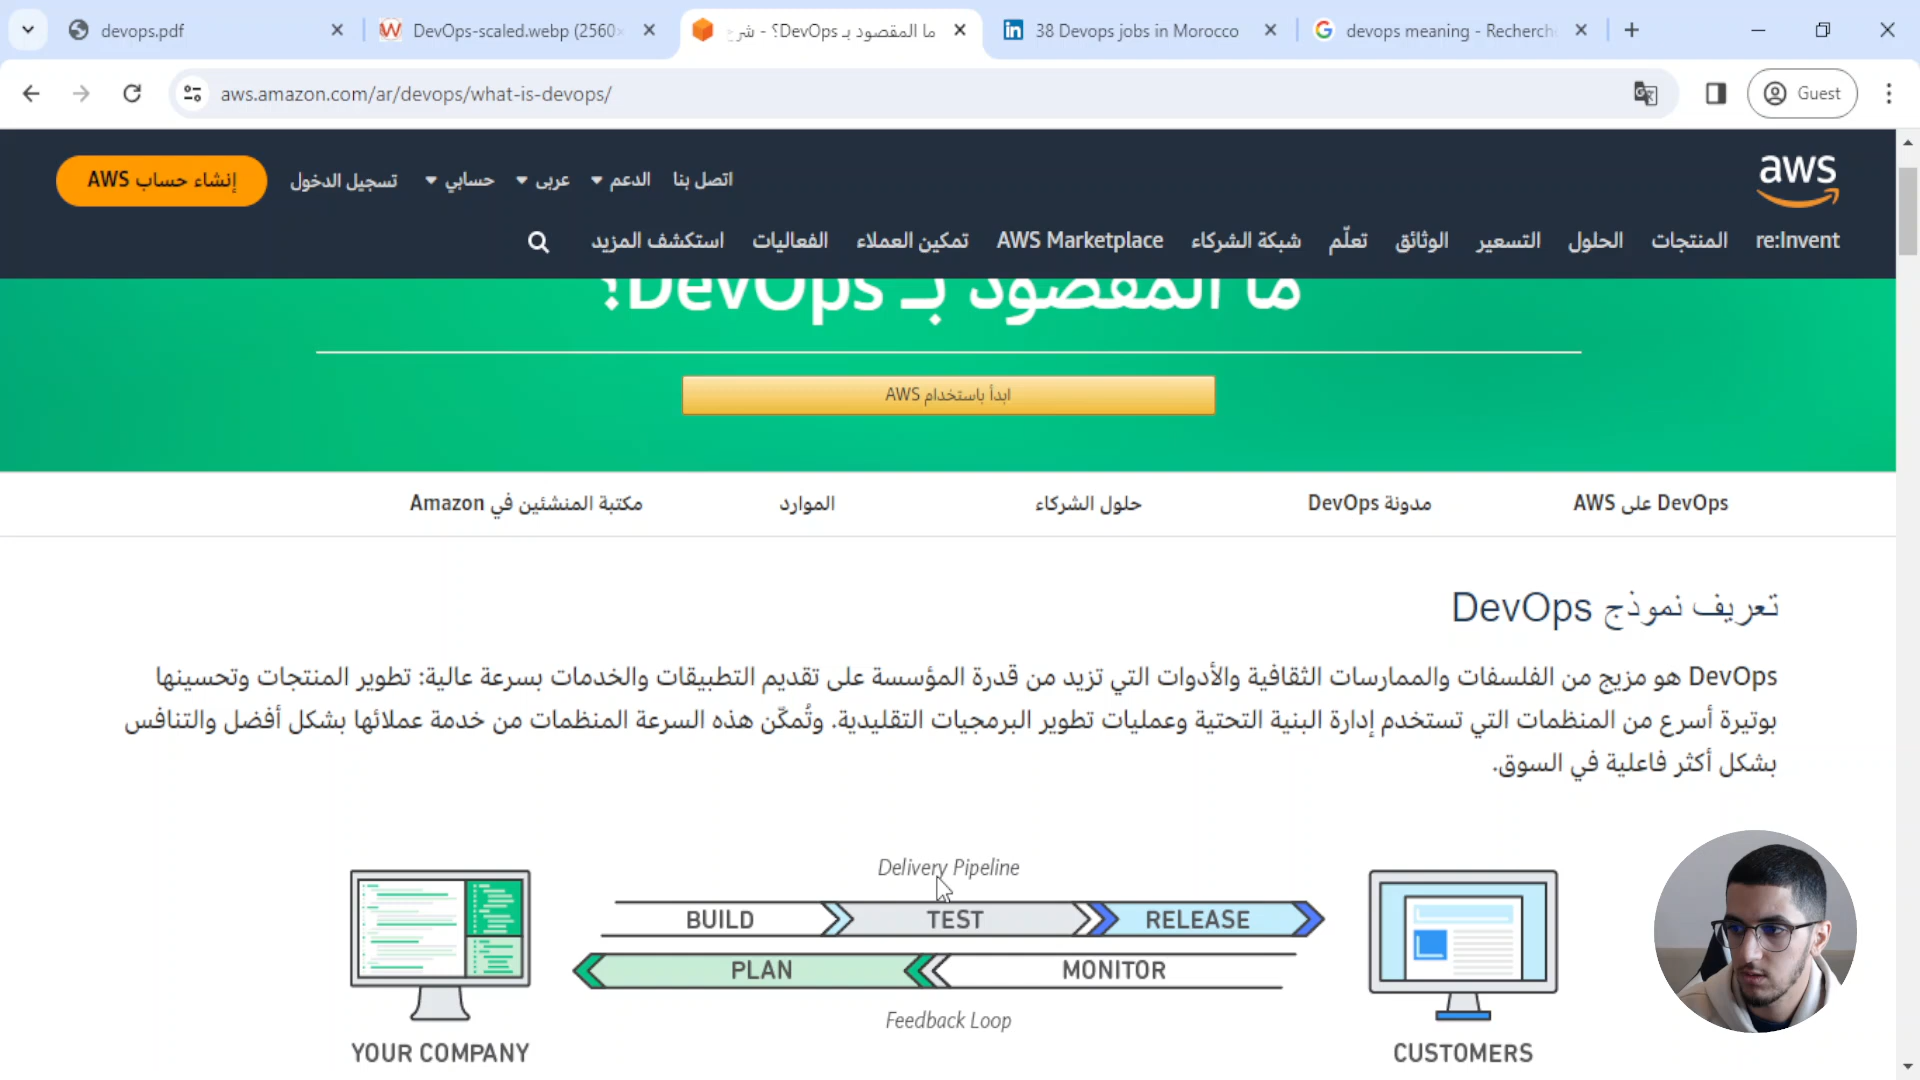 devops.pdf
DevOps-scaled.webp (2560×
ما المقصود بـ DevOps؟ - شرح
38 Devops jobs in Morocco
devops meaning - Recherch
aws.amazon.com/ar/devops/what-is-devops/
Guest
aws
اتصل بنا
الدعم
عربي
حسابي
تسجيل الدخول
إنشاء حساب AWS
re:Invent
المنتجات
الحلول
التسعير
الوثائق
تعلّم
شبكة الشركاء
AWS Marketplace
تمكين العملاء
الفعاليات
استكشف المزيد
ما المقصود بـ DevOps؟
ابدأ باستخدام AWS
DevOps على AWS
مدونة DevOps
حلول الشركاء
الموارد
مكتبة المنشئين في Amazon
تعريف نموذج DevOps
DevOps هو مزيج من الفلسفات والممارسات الثقافية والأدوات التي تزيد من قدرة المؤسسة على تقديم التطبيقات والخدمات بسرعة عالية: تطوير المنتجات وتحسينها
بوتيرة أسرع من المنظمات التي تستخدم إدارة البنية التحتية وعمليات تطوير البرمجيات التقليدية. وتُمكّن هذه السرعة المنظمات من خدمة عملائها بشكل أفضل والتنافس
بشكل أكثر فاعلية في السوق.
Delivery Pipeline
BUILD
TEST
RELEASE
PLAN
MONITOR
Feedback Loop
YOUR COMPANY
CUSTOMERS